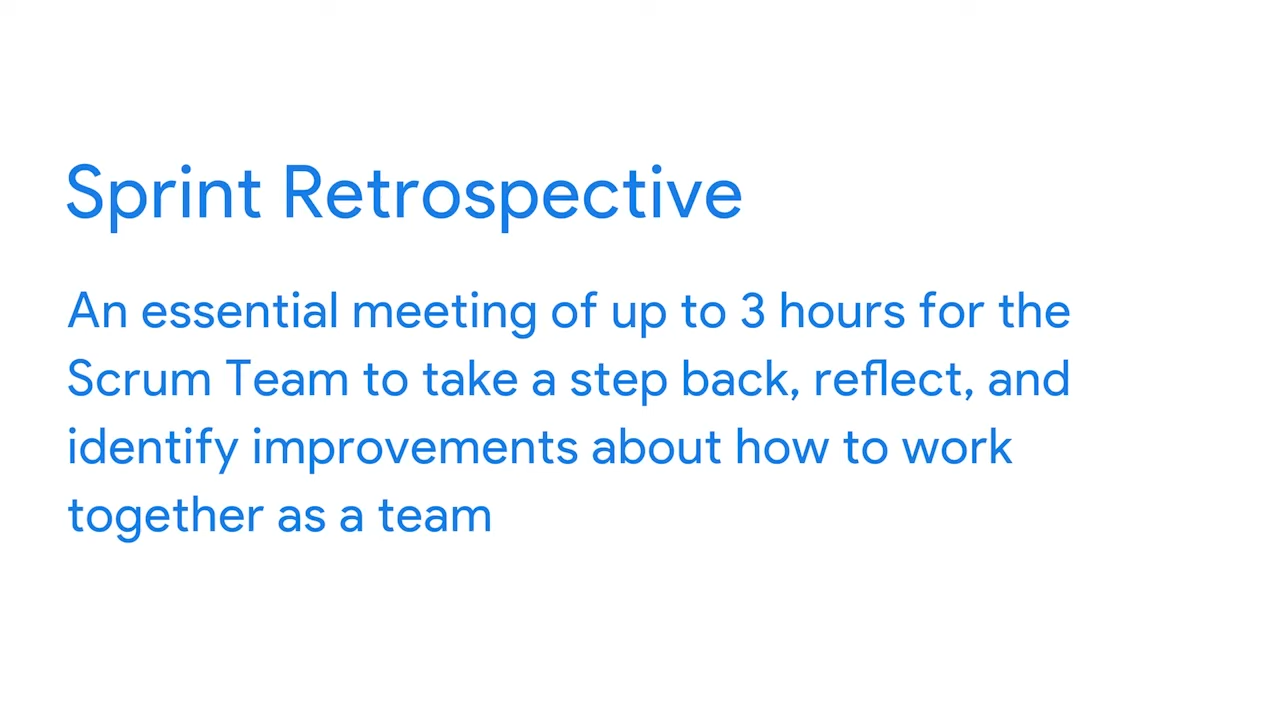 Sprint Retrospective
An essential meeting of up to 3 hours for the
Scrum Team to take a step back, reflect, and
identify improvements about how to work
together as a team